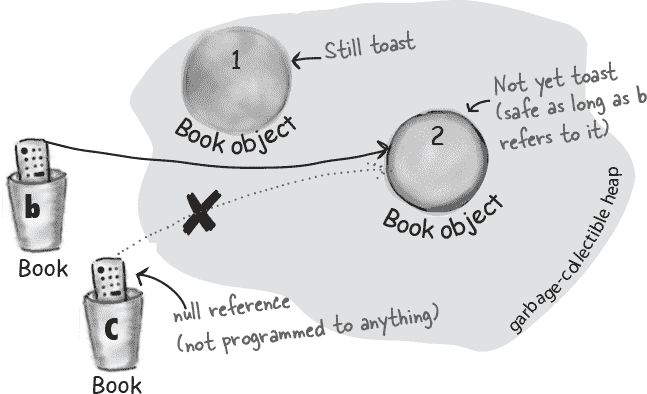 1
Still toast
Book object
2
Not yet toast
(safe as long as b
refers to it)
Book object
b
Book
c
Book
null reference
(not programmed to anything)
garbage-collectible heap